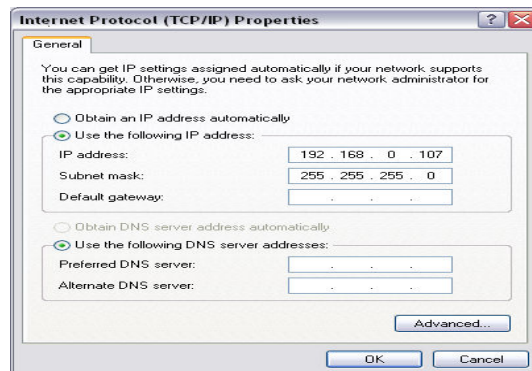 Internet Protocol (TCP/IP) Properties
General
You can get IP settings assigned automatically if your network supports
this capability. Otherwise, you need to ask your network administrator for
the appropriate IP settings.
Obtain an IP address automatically
Use the following IP address:
IP address: 192 . 168 . 0 . 107
Subnet mask: 255 . 255 . 255 . 0
Default gateway: . . .
Obtain DNS server address automatically
Use the following DNS server addresses:
Preferred DNS server: . . .
Alternate DNS server: . . .
Advanced...
OK Cancel